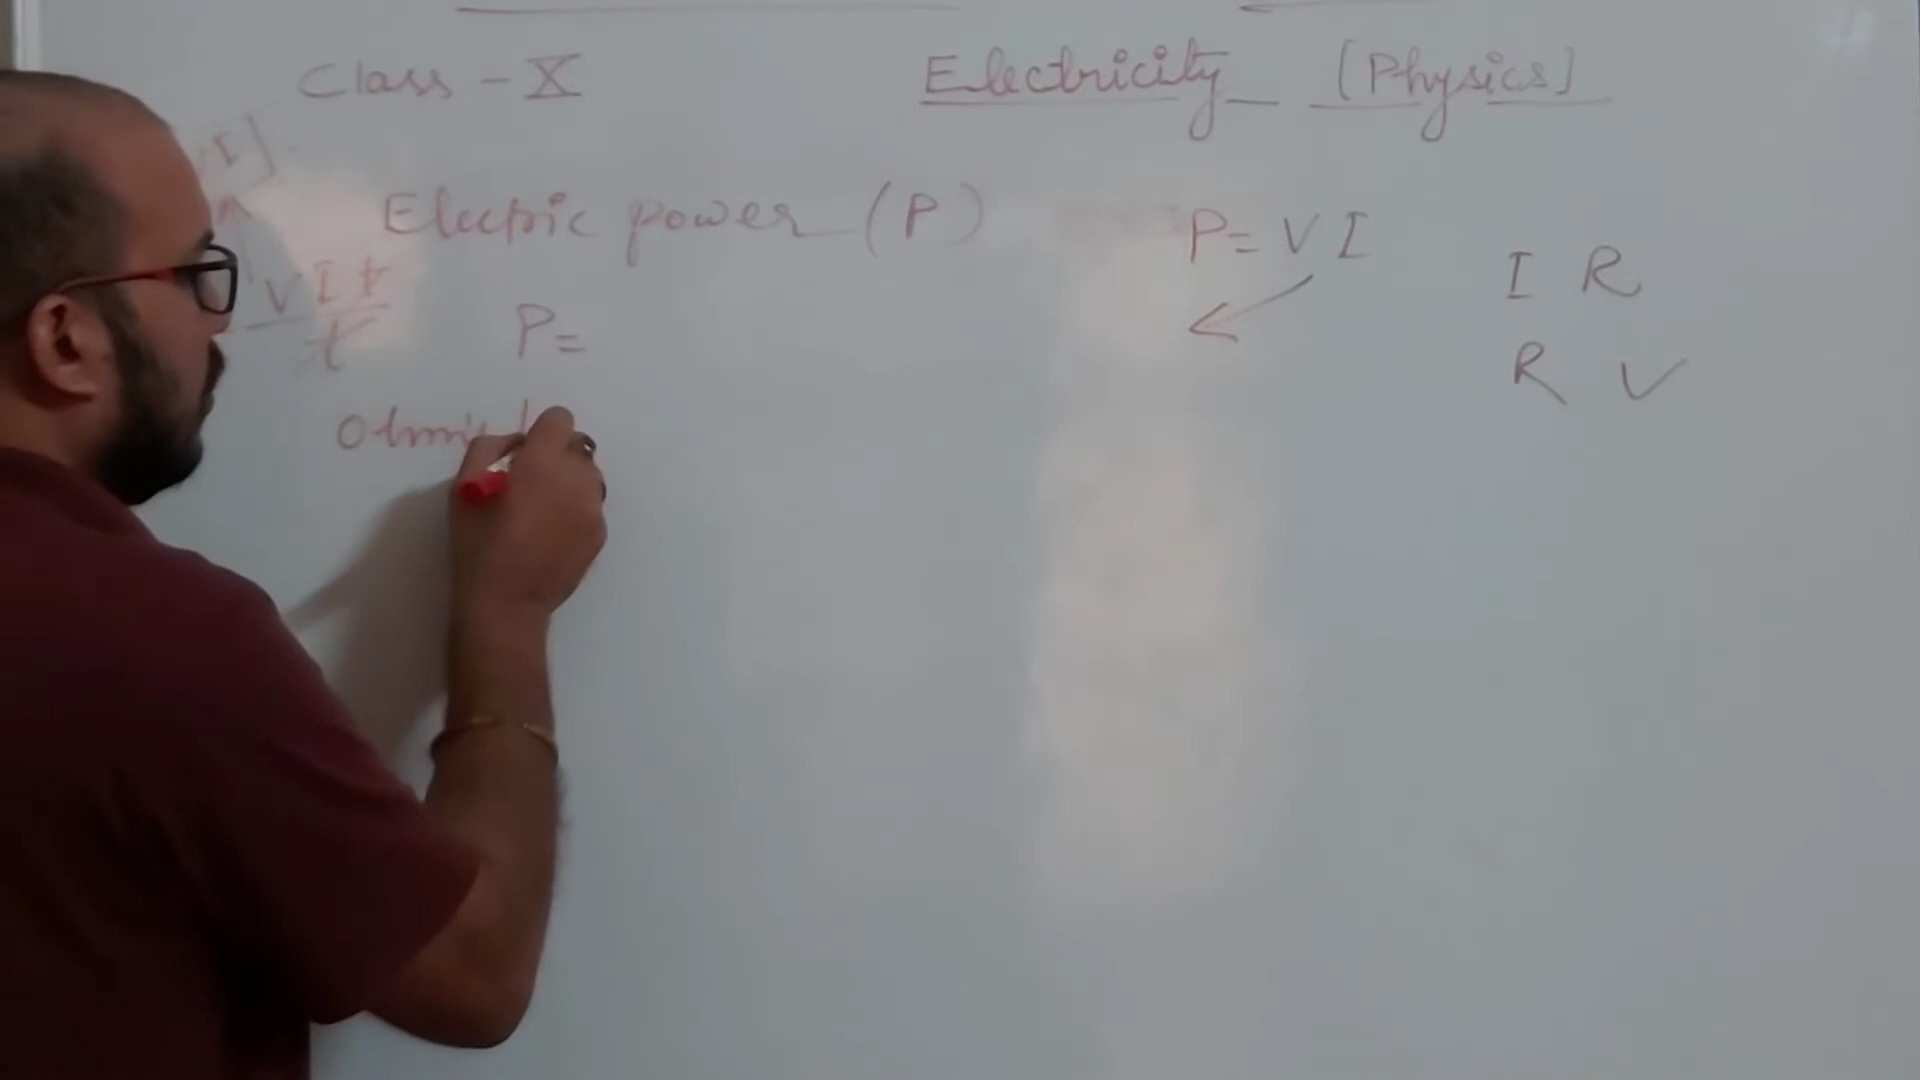 Class - X Electricity [Physics]
I]
Electric power (P) P = V I
V I t
t
P =
I R
R V